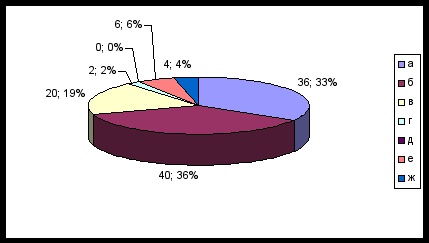 6; 6%
0; 0%
4; 4%
2; 2%
36; 33%
20; 19%
40; 36%
а
б
в
г
д
е
ж